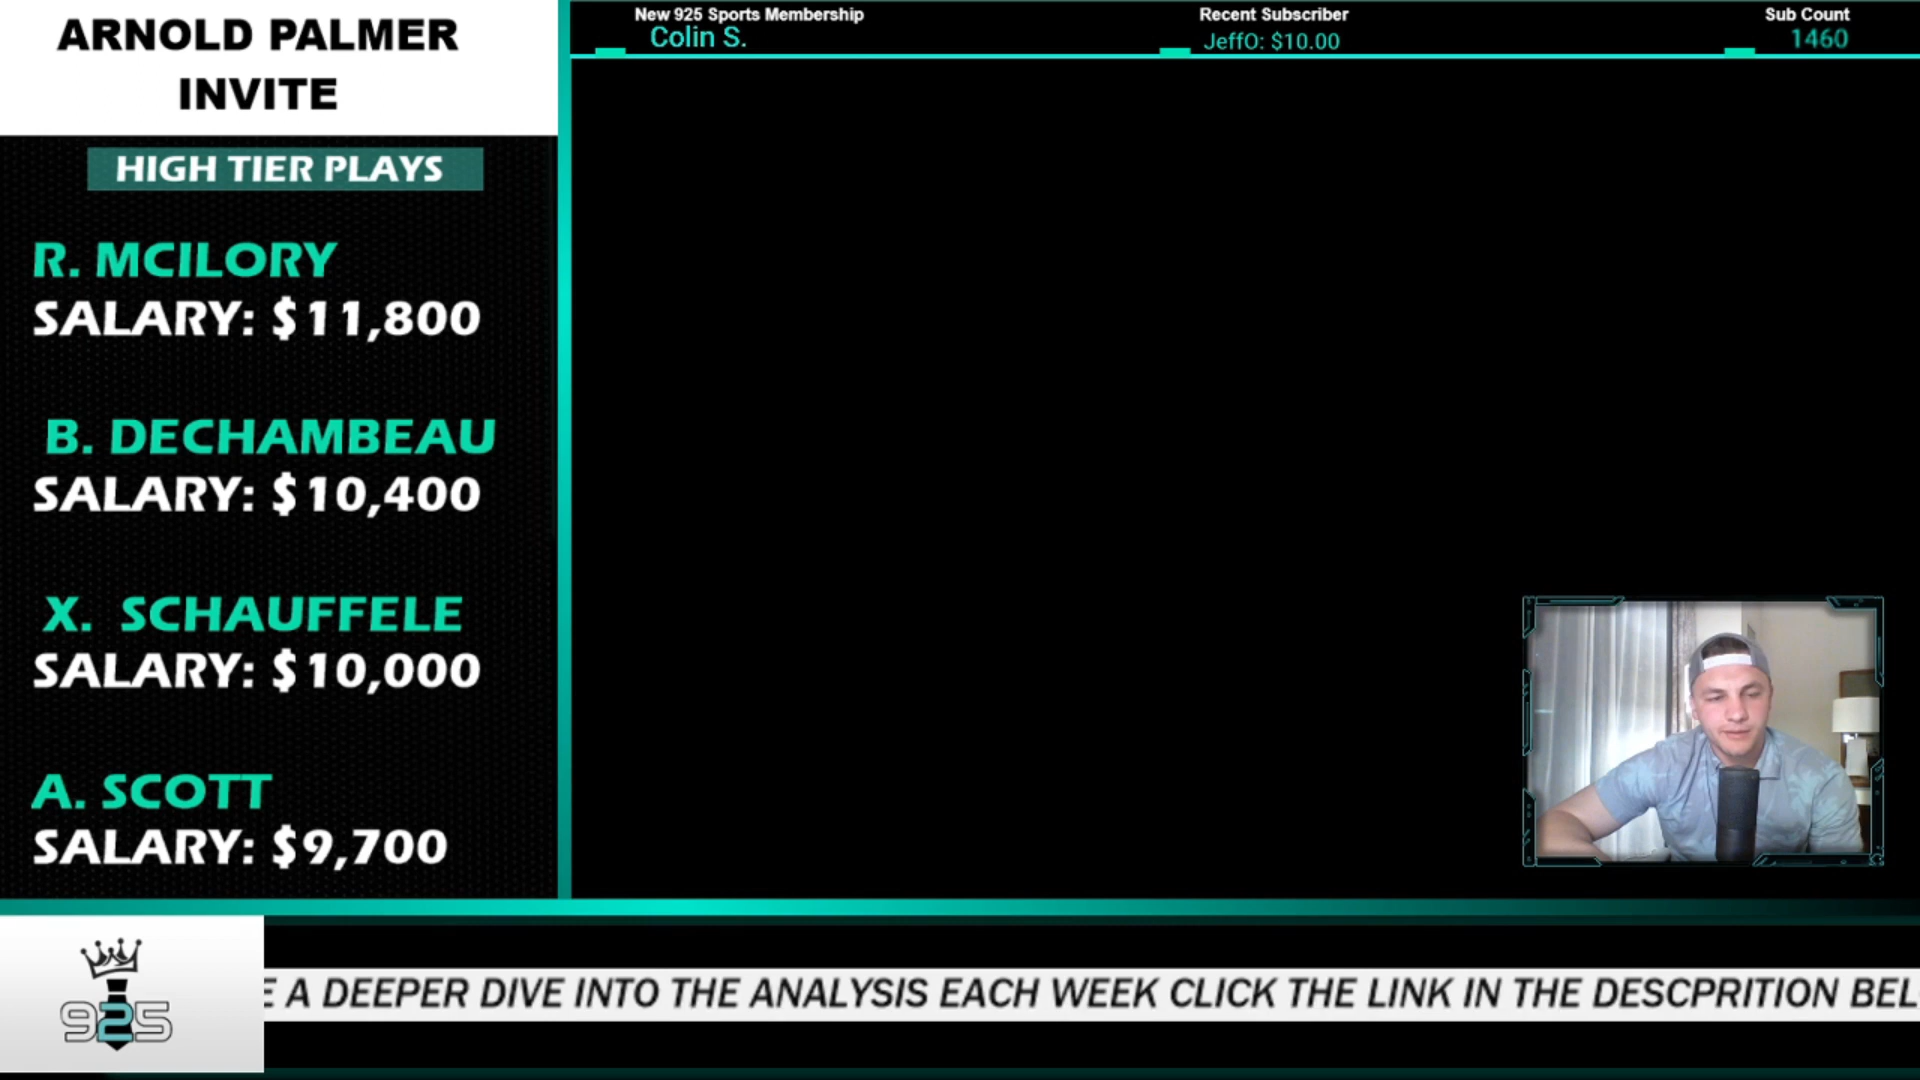 ARNOLD PALMER
INVITE
HIGH TIER PLAYS
R. MCILORY
SALARY: $11,800
B. DECHAMBEAU
SALARY: $10,400
X. SCHAUFFELE
SALARY: $10,000
A. SCOTT
SALARY: $9,700
New 925 Sports Membership
Colin S.
Recent Subscriber
JeffO: $10.00
Sub Count
1460
925
E A DEEPER DIVE INTO THE ANALYSIS EACH WEEK CLICK THE LINK IN THE DESCPRITION BEL